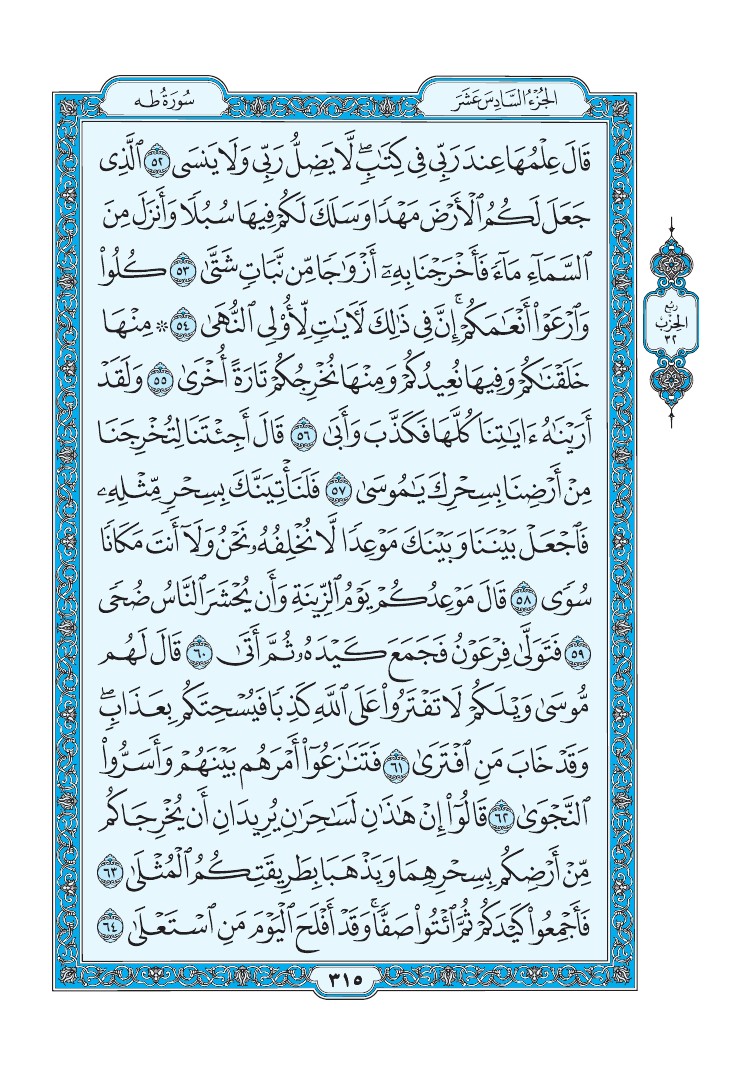 الجُزْءُ السَّادِسَ عَشَرَ
سُورَةُ طه
قَالَ عِلْمُهَا عِندَ رَبِّي فِي كِتَٰبٖۖ لَّا يَضِلُّ رَبِّي وَلَا يَنسَى ٥٢ ٱلَّذِي
جَعَلَ لَكُمُ ٱلۡأَرۡضَ مَهۡدٗا وَسَلَكَ لَكُمۡ فِيهَا سُبُلٗا وَأَنزَلَ مِنَ
ٱلسَّمَآءِ مَآءٗ فَأَخۡرَجۡنَا بِهِۦٓ أَزۡوَٰجٗا مِّن نَّبَاتٖ شَتَّىٰ ٥٣ كُلُواْ
وَٱرۡعَوۡاْ أَنۡعَٰمَكُمۡۚ إِنَّ فِي ذَٰلِكَ لَأٓيَٰتٖ لِّأُوْلِي ٱلنُّهَىٰ ٥٤ ۞ مِنۡهَا
خَلَقۡنَٰكُمۡ وَفِيهَا نُعِيدُكُمۡ وَمِنۡهَا نُخۡرِجُكُمۡ تَارَةً أُخۡرَىٰ ٥٥ وَلَقَدۡ
أَرَيۡنَٰهُ ءَايَٰتِنَا كُلَّهَا فَكَذَّبَ وَأَبَىٰ ٥٦ قَالَ أَجِئۡتَنَا لِتُخۡرِجَنَا
مِنۡ أَرۡضِنَا بِسِحۡرِكَ يَٰمُوسَىٰ ٥٧ فَلَنَأۡتِيَنَّكَ بِسِحۡرٖ مِّثۡلِهِۦ
فَٱجۡعَلۡ بَيۡنَنَا وَبَيۡنَكَ مَوۡعِدٗا لَّا نُخۡلِفُهُۥ نَحۡنُ وَلَآ أَنتَ مَكَانٗا
سُوٗى ٥٨ قَالَ مَوۡعِدُكُمۡ يَوۡمُ ٱلزِّينَةِ وَأَن يُحۡشَرَ ٱلنَّاسُ ضُحٗى
٥٩ فَتَوَلَّىٰ فِرۡعَوۡنُ فَجَمَعَ كَيۡدَهُۥ ثُمَّ أَتَىٰ ٦٠ قَالَ لَهُم
مُّوسَىٰ وَيۡلَكُمۡ لَا تَفۡتَرُواْ عَلَى ٱللَّهِ كَذِبٗا فَيُسۡحِتَكُم بِعَذَابٖۖ
وَقَدۡ خَابَ مَنِ ٱفۡتَرَىٰ ٦١ فَتَنَٰزَعُوٓاْ أَمۡرَهُم بَيۡنَهُمۡ وَأَسَرُّواْ
ٱلنَّجۡوَىٰ ٦٢ قَالُوٓاْ إِنۡ هَٰذَٰنِ لَسَٰحِرَٰنِ يُرِيدَانِ أَن يُخۡرِجَاكُم
مِّنۡ أَرۡضِكُم بِسِحۡرِهِمَا وَيَذۡهَبَا بِطَرِيقَتِكُمُ ٱلۡمُثۡلَىٰ ٦٣
فَأَجۡمِعُواْ كَيۡدَكُمۡ ثُمَّ ٱئۡتُواْ صَفّٗاۚ وَقَدۡ أَفۡلَحَ ٱلۡيَوۡمَ مَنِ ٱسۡتَعۡلَىٰ ٦٤
ربع
الحِزْب
٣٢
٣١٥